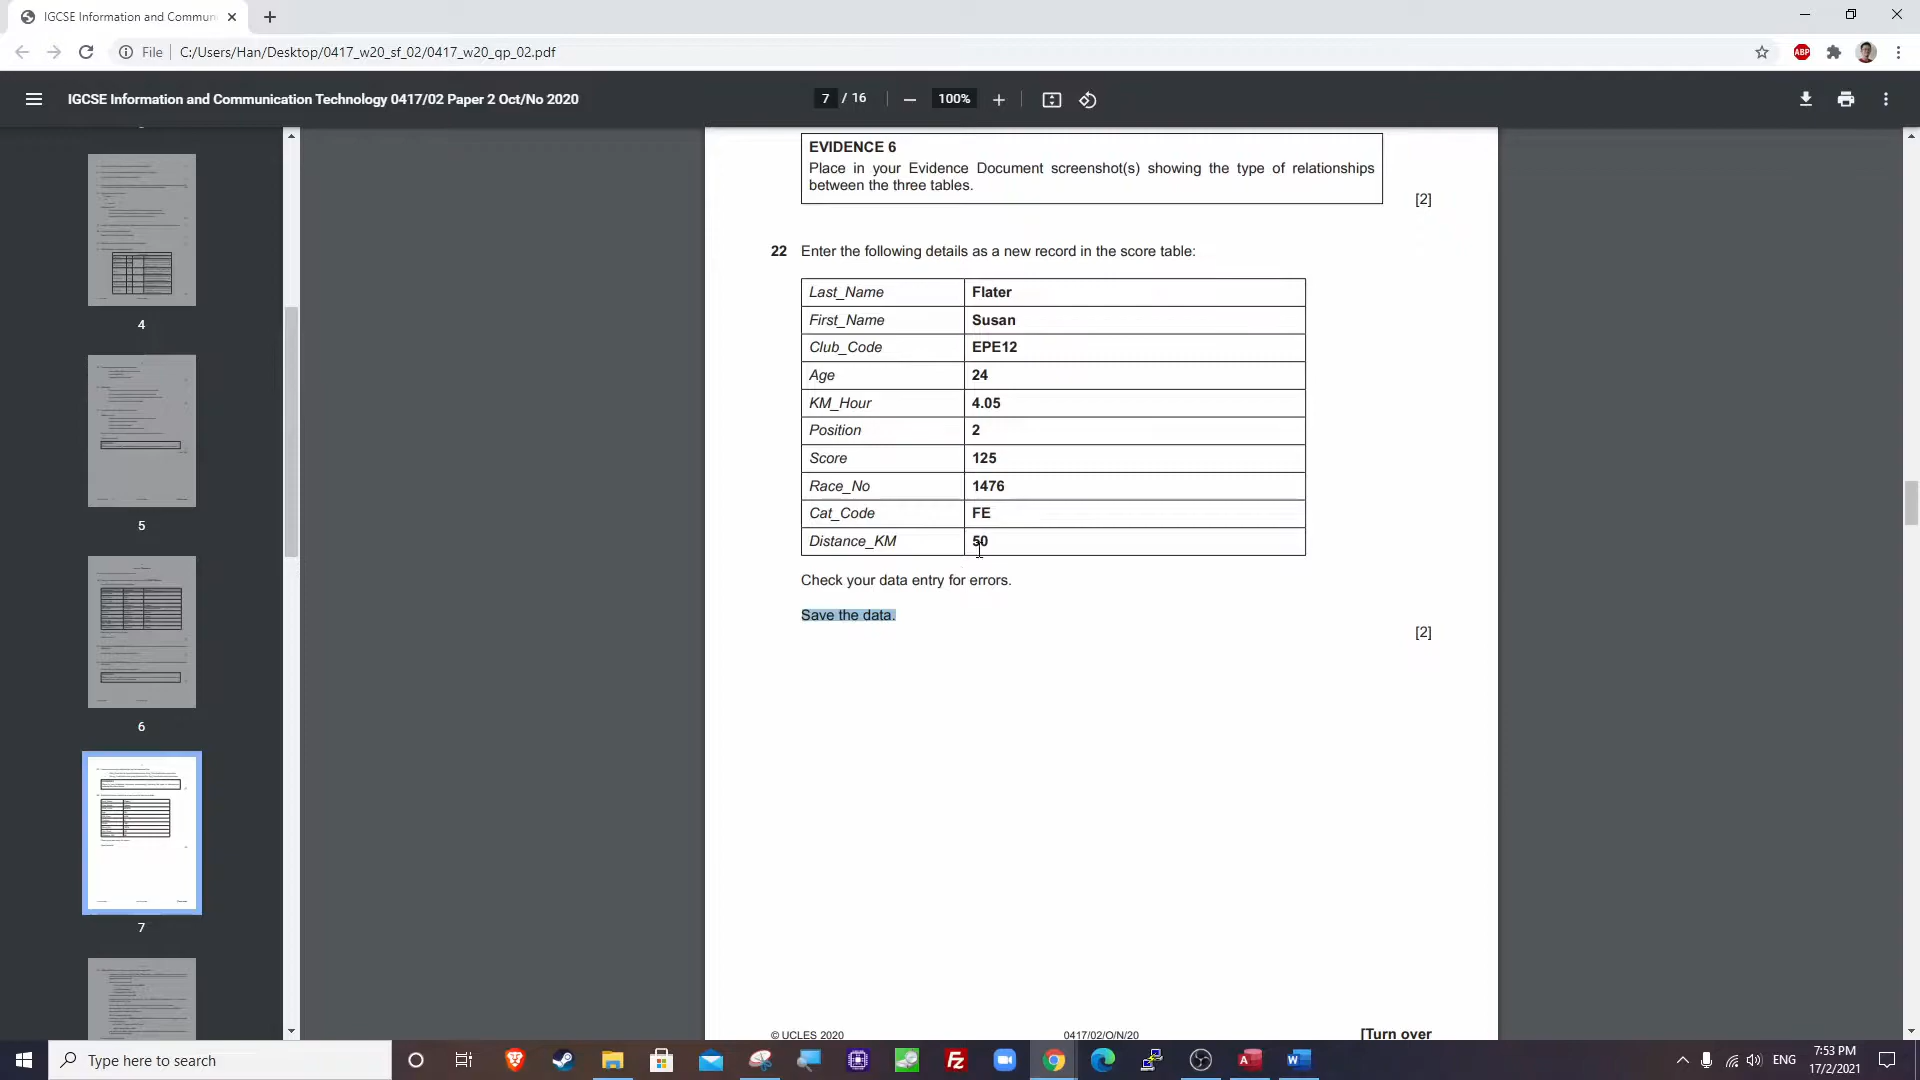 IGCSE Information and Commun
File
C:/Users/Han/Desktop/0417_w20_sf_02/0417_w20_qp_02.pdf
ABP
IGCSE Information and Communication Technology 0417/02 Paper 2 Oct/No 2020
7 / 16
100%
4
5
6
7
EVIDENCE 6
Place in your Evidence Document screenshot(s) showing the type of relationships
between the three tables.
[2]
22 Enter the following details as a new record in the score table:
Last_Name Flater
First_Name Susan
Club_Code EPE12
Age 24
KM_Hour 4.05
Position 2
Score 125
Race_No 1476
Cat_Code FE
Distance_KM 50
Check your data entry for errors.
Save the data.
[2]
© UCLES 2020
0417/02/O/N/20
[Turn over
Type here to search
ENG
7:53 PM
17/2/2021